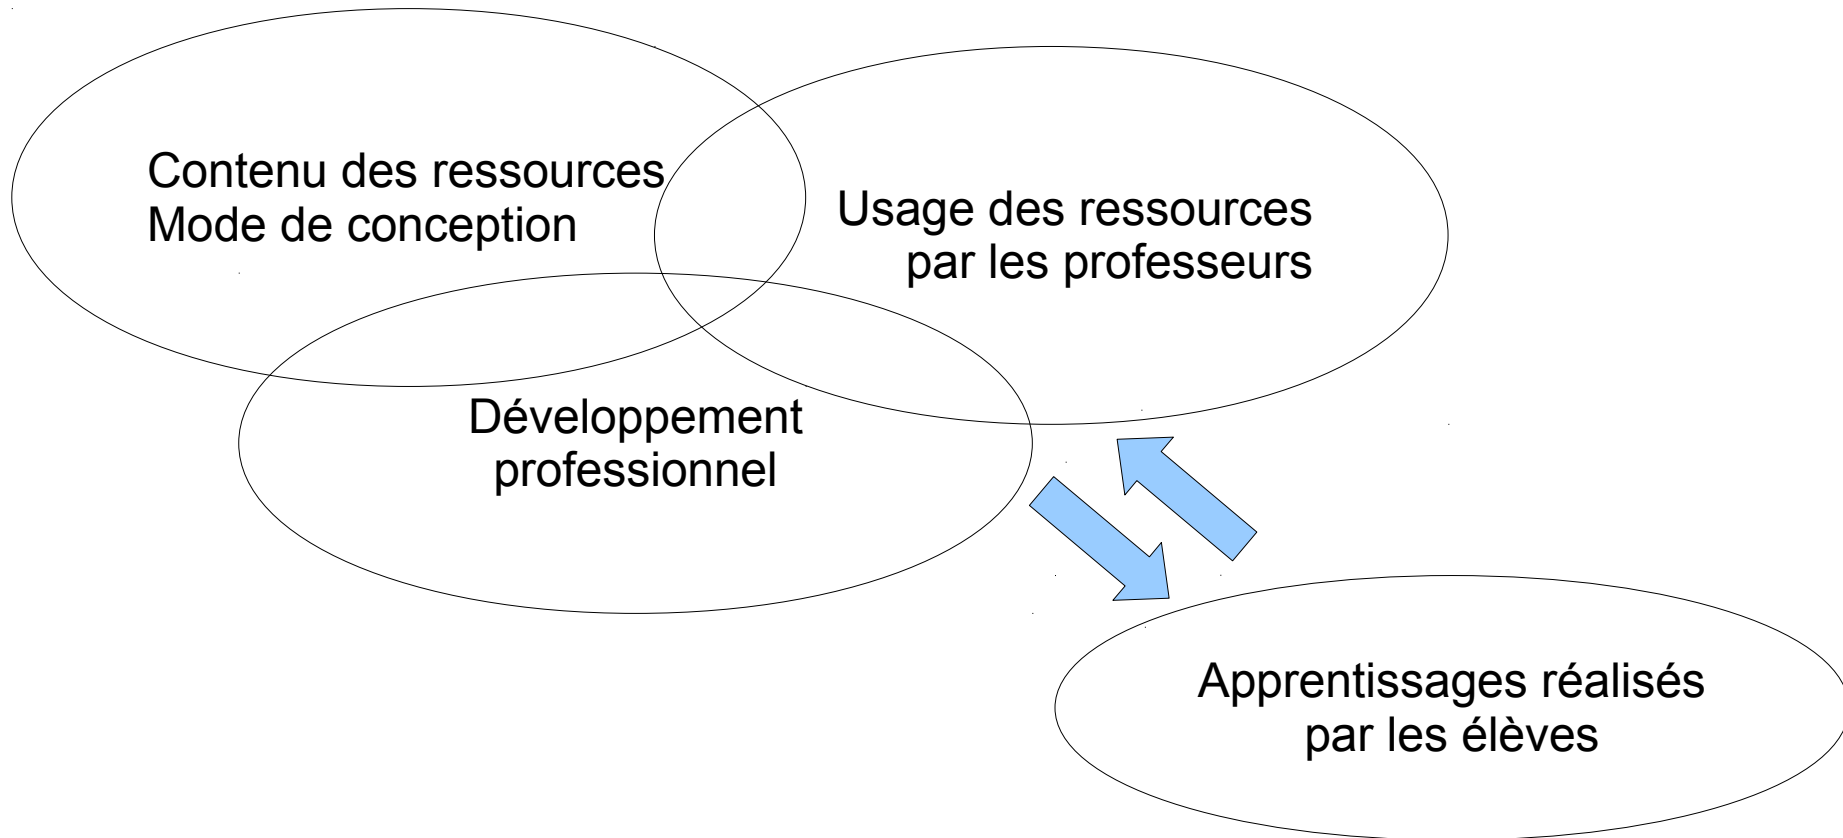 Contenu des ressources
Mode de conception
Usage des ressources
par les professeurs
Développement
professionnel
Apprentissages réalisés
par les élèves